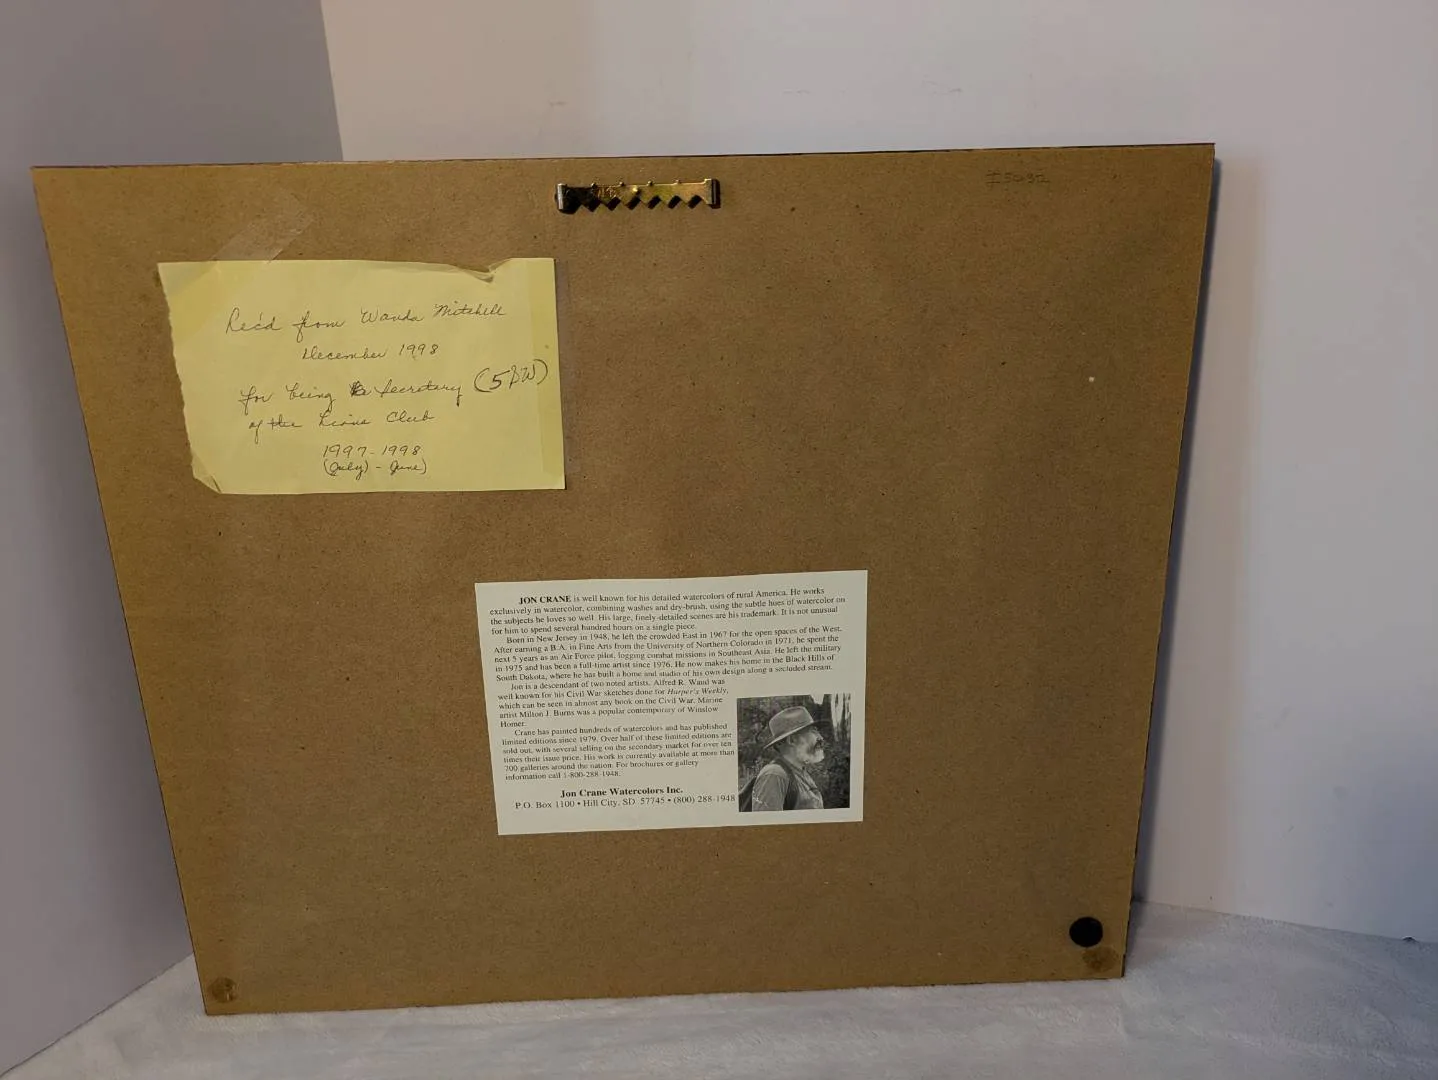 Rec'd from Wanda Mitchell
December 1998
for being Secretary (5DW)
of the Lions Club
1997-1998
(July) - June)
JON CRANE is well known for his detailed watercolors of rural America. He works
exclusively in watercolor, combining washes and dry-brush, using the subtle hues of watercolor on
the subjects he loves so well. His large, finely-detailed scenes are his trademark. It is not unusual
for him to spend several hundred hours on a single piece.
Born in New Jersey in 1948, he left the crowded East in 1967 for the open spaces of the West.
After earning a B.A. in Fine Arts from the University of Northern Colorado in 1971, he spent the
next 5 years as an Air Force pilot, logging combat missions in Southeast Asia. He left the military
in 1975 and has been a full-time artist since 1976. He now makes his home in the Black Hills of
South Dakota, where he has built a home and studio of his own design along a secluded stream.
Jon is a descendant of two noted artists. Alfred R. Waud was
well known for his Civil War sketches done for Harper's Weekly,
which can be seen in almost any book on the Civil War. Marine
artist Milton J. Burns was a popular contemporary of Winslow
Homer.
Crane has painted hundreds of watercolors and has published
limited editions since 1979. Over half of these limited editions are
sold out, with several selling on the secondary market for over ten
times their issue price. His work is currently available at more than
700 galleries around the nation. For brochures or gallery
information call 1-800-288-1948.
Jon Crane Watercolors Inc.
P.O. Box 1100 • Hill City, SD 57745 • (800) 288-1948